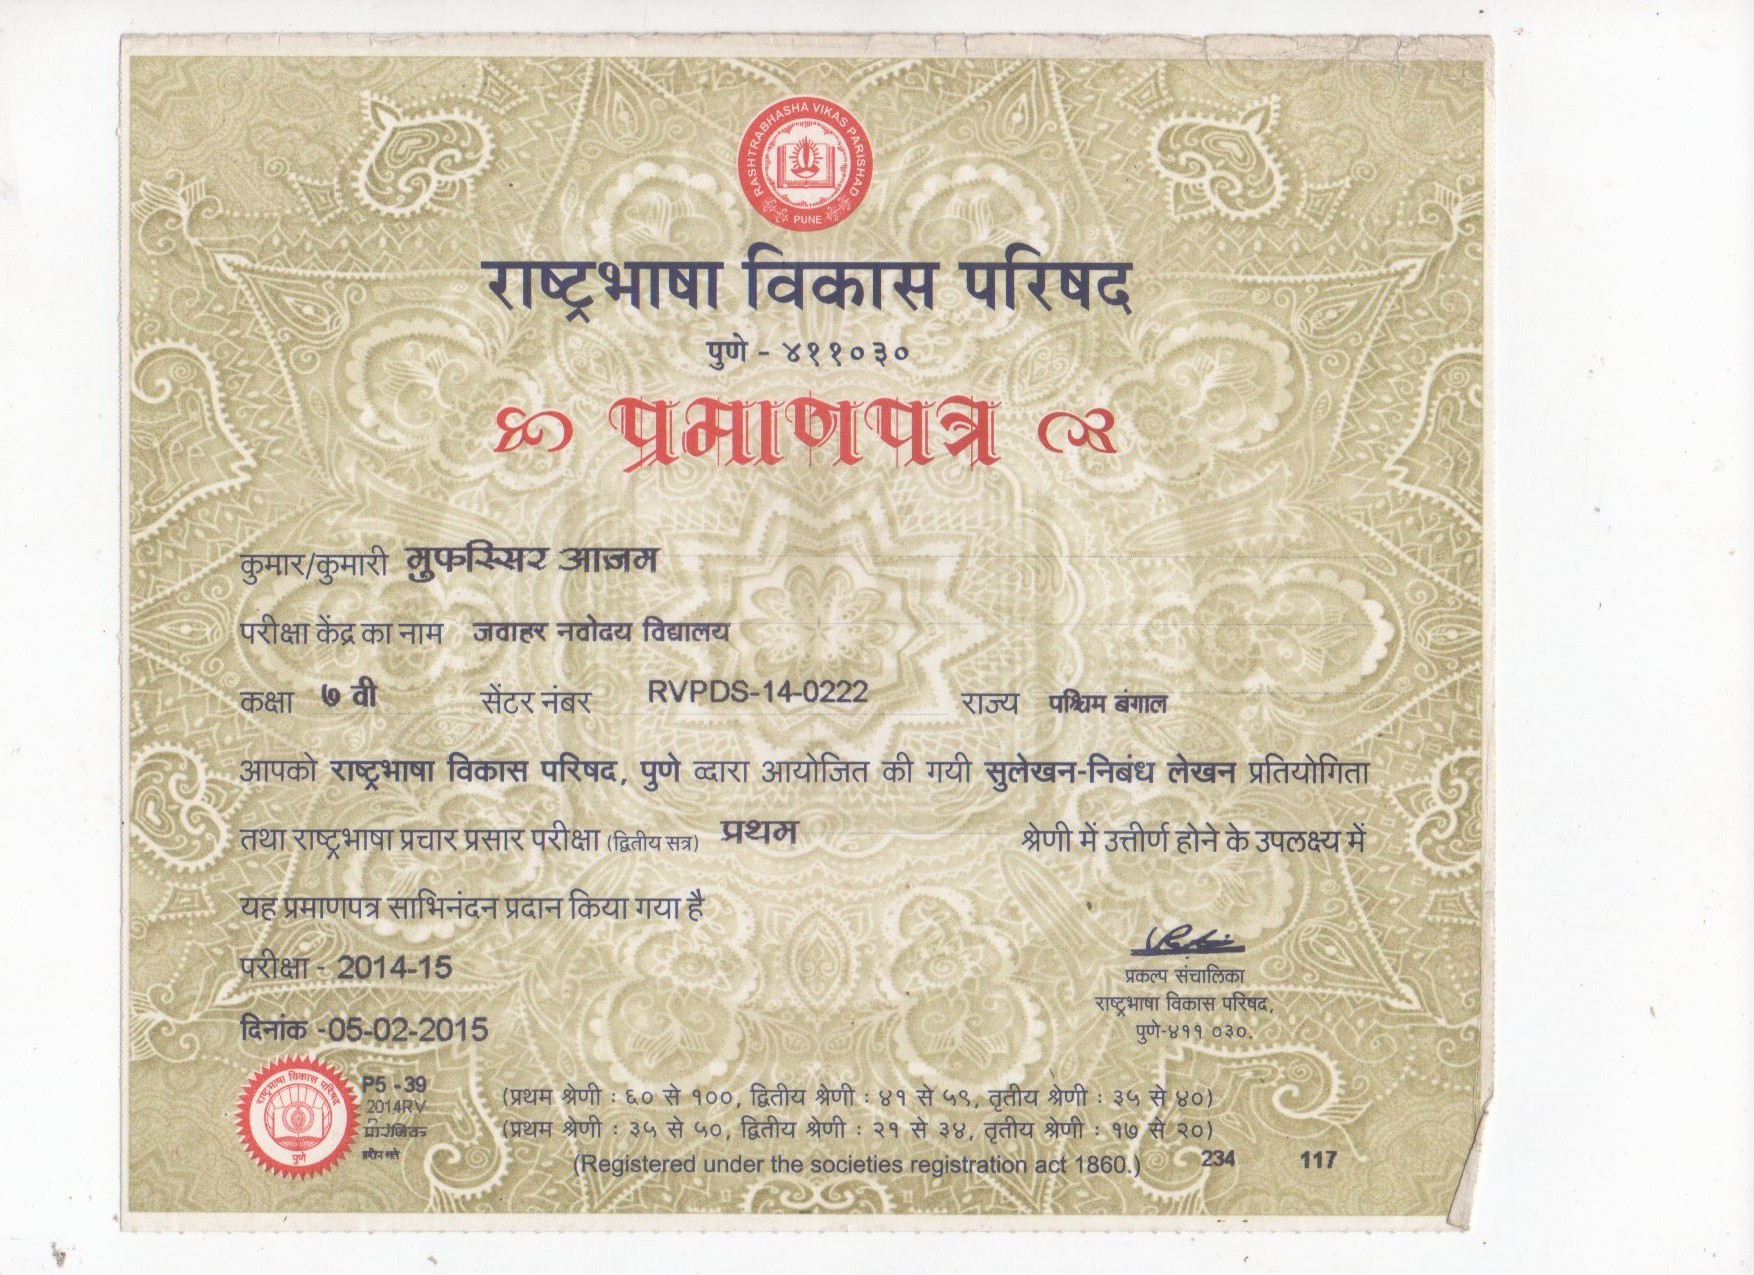 RASHTRABHASHA VIKAS PARISHAD
PUNE
राष्ट्रभाषा विकास परिषद
पुणे - ४११०३०
प्रमाणपत्र
कुमार/कुमारी मुफस्सिर आज़म
परीक्षा केंद्र का नाम जवाहर नवोदय विद्यालय
कक्षा ७ वी सेंटर नंबर RVPDS-14-0222 राज्य पश्चिम बंगाल
आपको राष्ट्रभाषा विकास परिषद, पुणे व्दारा आयोजित की गयी सुलेखन-निबंध लेखन प्रतियोगिता
तथा राष्ट्रभाषा प्रचार प्रसार परीक्षा (द्वितीय सत्र) प्रथम श्रेणी में उत्तीर्ण होने के उपलक्ष्य में
यह प्रमाणपत्र साभिनंदन प्रदान किया गया है
परीक्षा - 2014-15
दिनांक -05-02-2015
प्रकल्प संचालिका
राष्ट्रभाषा विकास परिषद,
पुणे-४११ ०३०.
राष्ट्रभाषा विकास परिषद
पुणे
P5 -39
2014RV
(प्रथम श्रेणी : ६० से १००, द्वितीय श्रेणी : ४१ से ५९, तृतीय श्रेणी : ३५ से ४०)
(प्रथम श्रेणी : ३५ से ५०, द्वितीय श्रेणी : २१ से ३४, तृतीय श्रेणी : १७ से २०)
(Registered under the societies registration act 1860.) 234 117